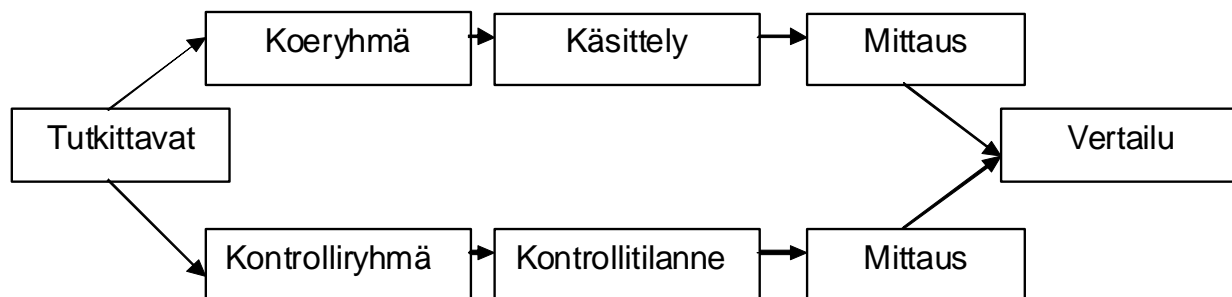 Koeryhmä
Käsittely
Mittaus
Tutkittavat
Vertailu
Kontrolliryhmä
Kontrollitilanne
Mittaus